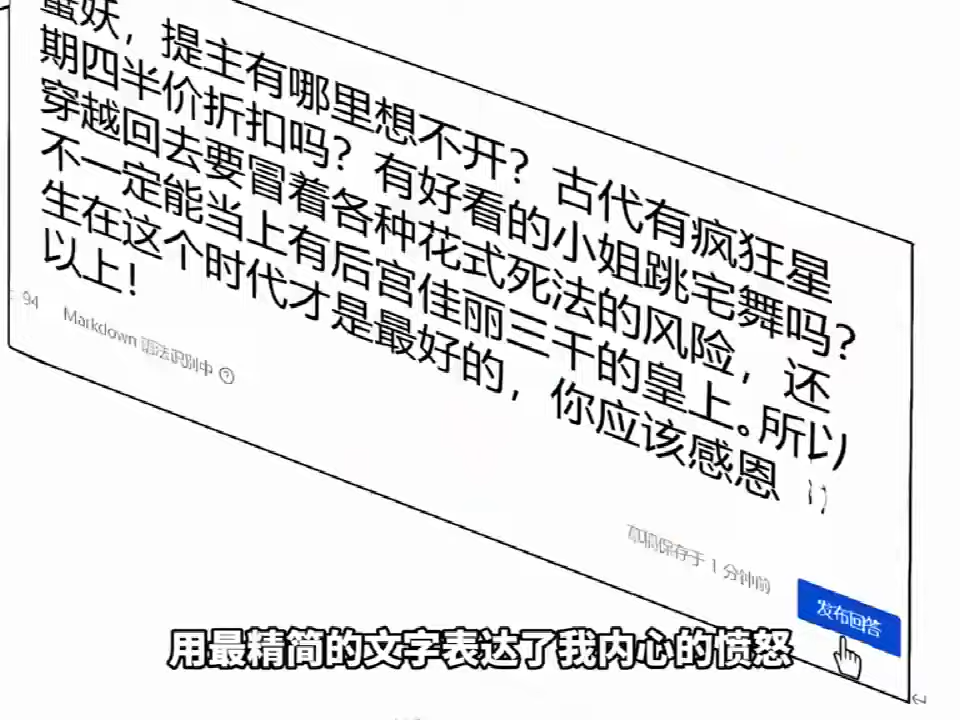 蛮妖，提主有哪里想不开？古代有疯狂星
期四半价折扣吗？有好看的小姐跳宅舞吗？
穿越回去要冒着各种花式死法的风险，还
不一定能当上有后宫佳丽三千的皇上。所以
生在这个时代才是最好的，你应该感恩
以上！
94
Markdown 语法识别中
草稿保存于 1 分钟前
发布回答
用最精简的文字表达了我内心的愤怒